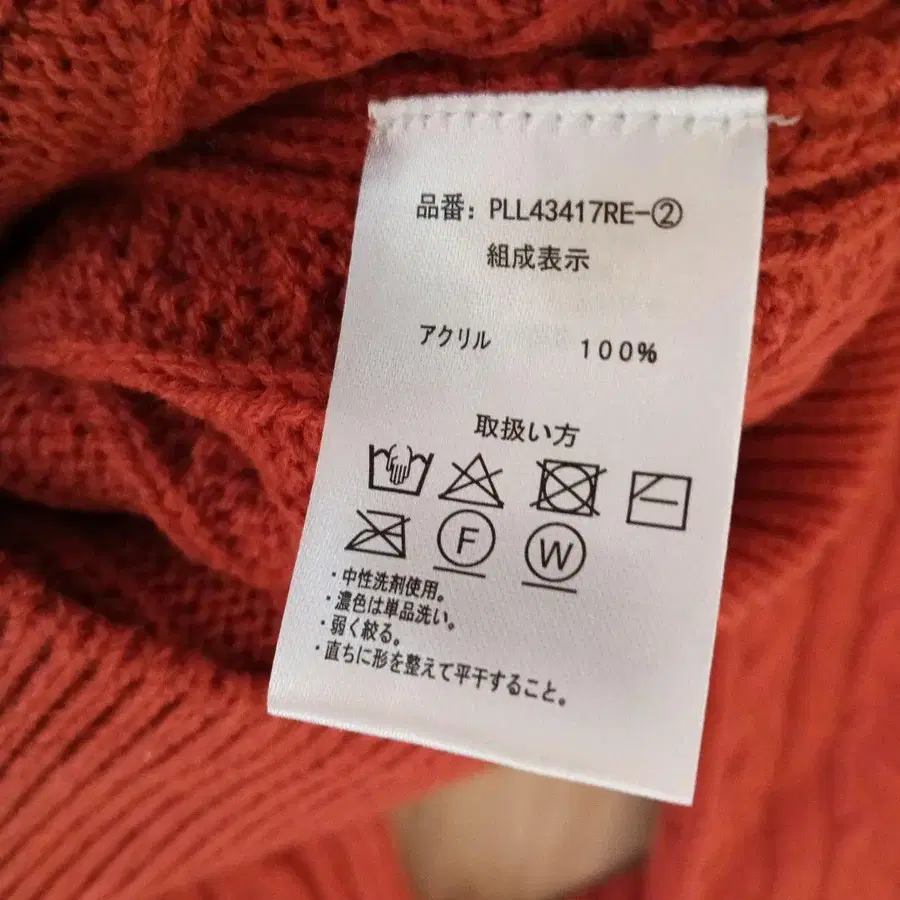 品番: PLL43417RE-②
組成表示
アクリル 100%
取扱い方
F W
・中性洗剤使用。
・濃色は単品洗い。
・弱く絞る。
・直ちに形を整えて平干すること。